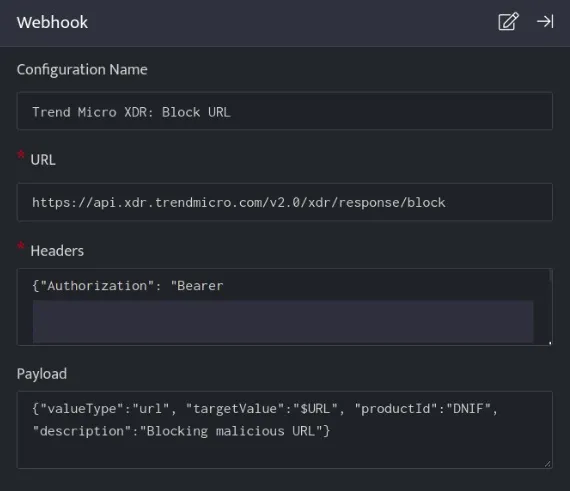 Webhook
Configuration Name
Trend Micro XDR: Block URL
* URL
https://api.xdr.trendmicro.com/v2.0/xdr/response/block
* Headers
{"Authorization": "Bearer
Payload
{"valueType":"url", "targetValue":"$URL", "productId":"DNIF",
"description":"Blocking malicious URL"}